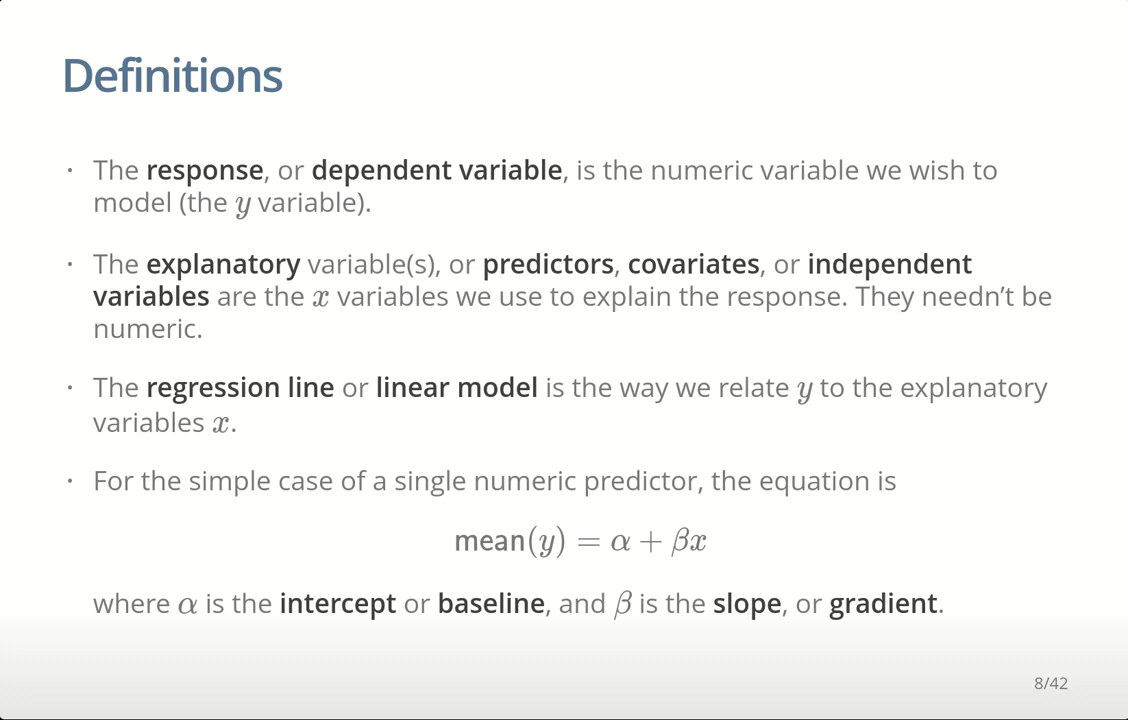 Definitions
· The response, or dependent variable, is the numeric variable we wish to
model (the y variable).
· The explanatory variable(s), or predictors, covariates, or independent
variables are the x variables we use to explain the response. They needn’t be
numeric.
· The regression line or linear model is the way we relate y to the explanatory
variables x.
· For the simple case of a single numeric predictor, the equation is
mean(y) = α + βx
where α is the intercept or baseline, and β is the slope, or gradient.
8/42